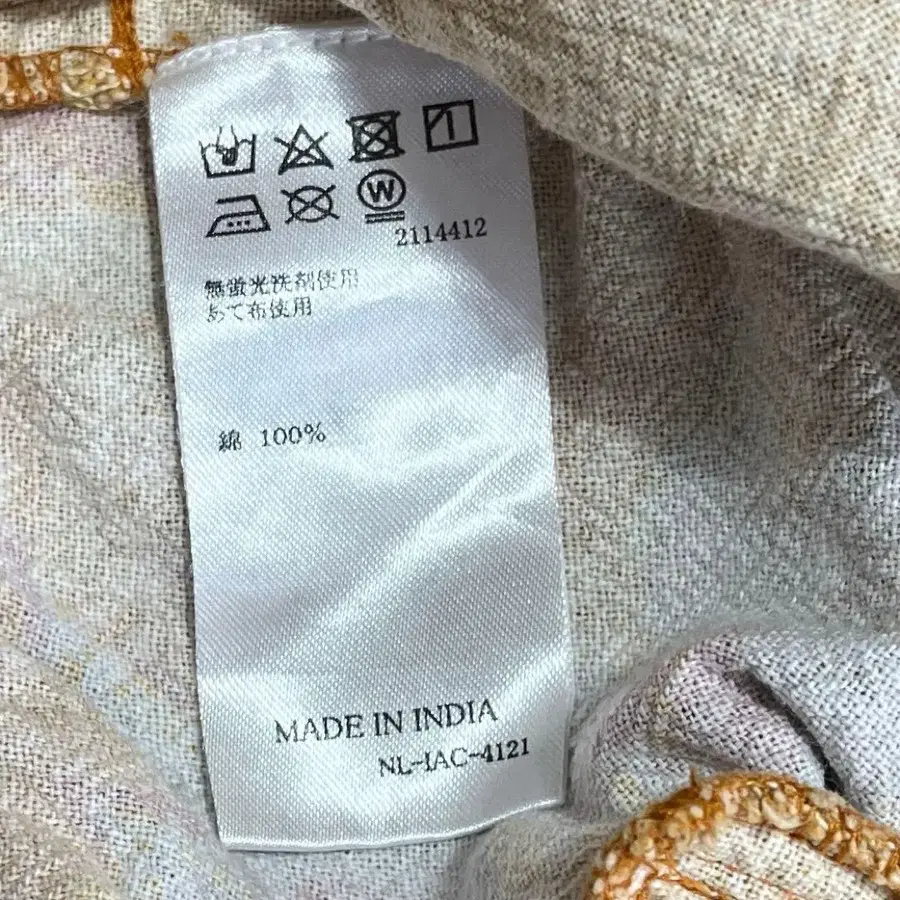 W
2114412
無蛍光洗剤使用
あて布使用
綿 100%
MADE IN INDIA
NL-IAC-4121